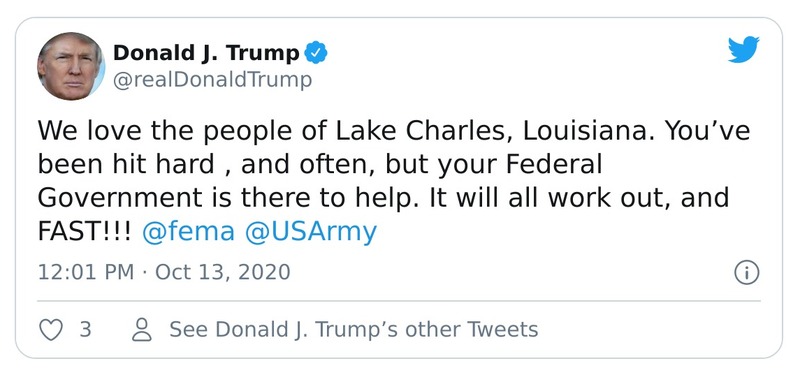 Donald J. Trump
@realDonaldTrump
We love the people of Lake Charles, Louisiana. You’ve
been hit hard , and often, but your Federal
Government is there to help. It will all work out, and
FAST!!! @fema @USArmy
12:01 PM · Oct 13, 2020
3 See Donald J. Trump’s other Tweets